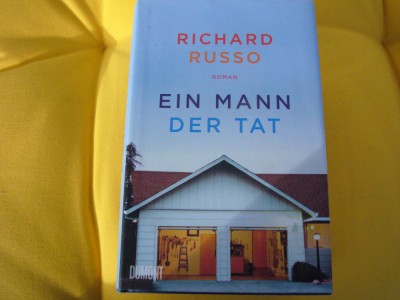 RICHARD
RUSSO
ROMAN
EIN MANN
DER TAT
DUMONT